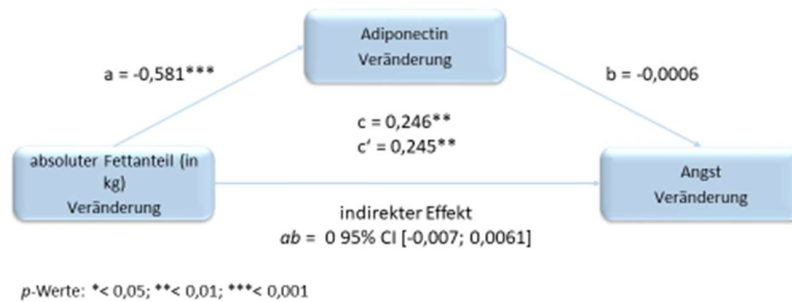 Adiponectin
Veränderung
a = -0,581***
b = -0,0006
c = 0,246**
c‘ = 0,245**
absoluter Fettanteil (in
kg)
Veränderung
Angst
Veränderung
indirekter Effekt
ab = 0 95% CI [-0,007; 0,0061]
p-Werte: *< 0,05; **< 0,01; ***< 0,001